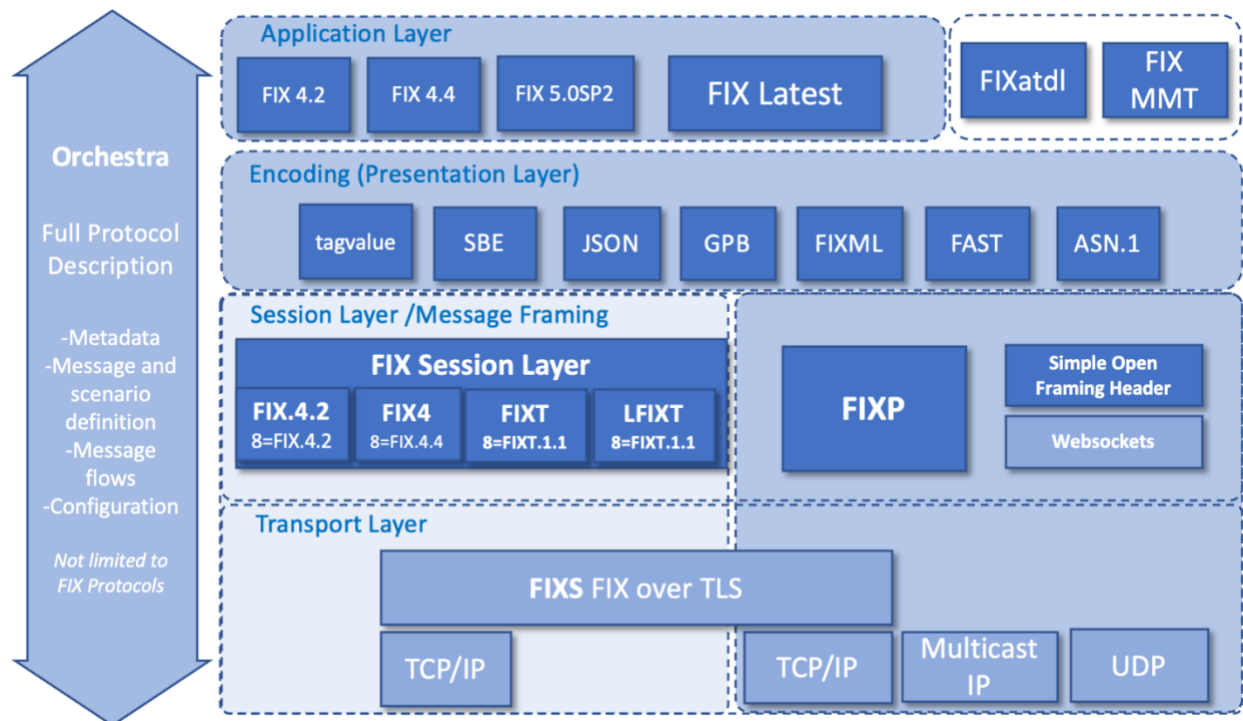 Orchestra
Full Protocol
Description
-Metadata
-Message and
scenario
definition
-Message
flows
-Configuration
Not limited to
FIX Protocols
Application Layer
FIX 4.2
FIX 4.4
FIX 5.0SP2
FIX Latest
FIXatdl
FIX
MMT
Encoding (Presentation Layer)
tagvalue
SBE
JSON
GPB
FIXML
FAST
ASN.1
Session Layer /Message Framing
FIX Session Layer
FIX.4.2
8=FIX.4.2
FIX4
8=FIX.4.4
FIXT
8=FIXT.1.1
LFIXT
8=FIXT.1.1
FIXP
Simple Open
Framing Header
Websockets
Transport Layer
FIXS FIX over TLS
TCP/IP
TCP/IP
Multicast
IP
UDP